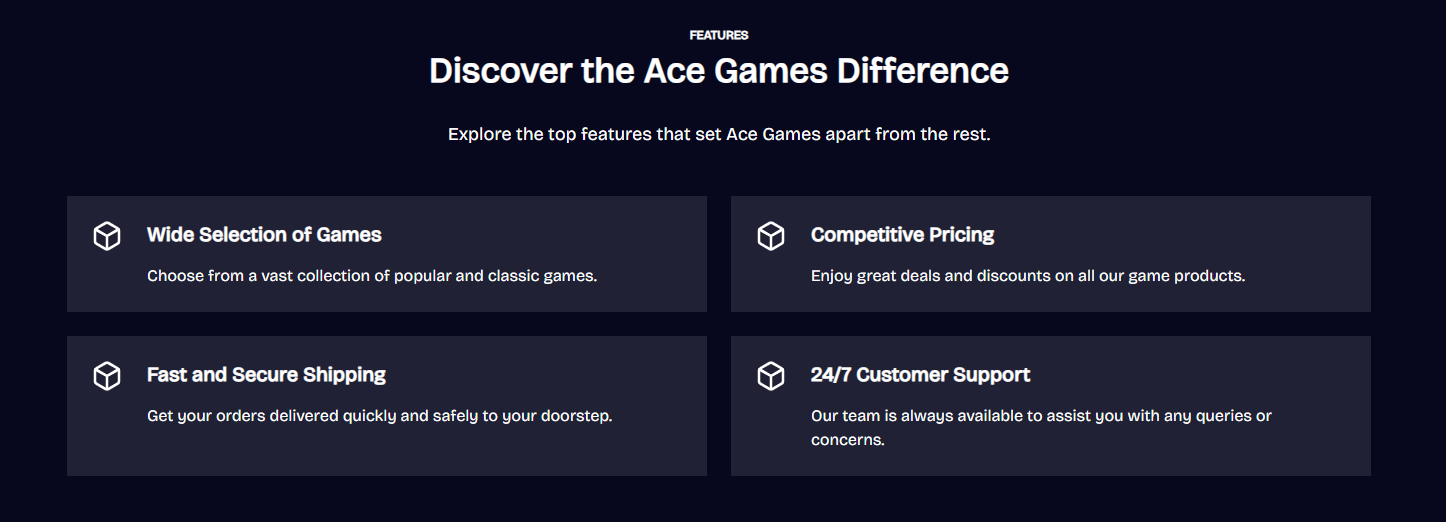 FEATURES
Discover the Ace Games Difference
Explore the top features that set Ace Games apart from the rest.
Wide Selection of Games
Choose from a vast collection of popular and classic games.
Competitive Pricing
Enjoy great deals and discounts on all our game products.
Fast and Secure Shipping
Get your orders delivered quickly and safely to your doorstep.
24/7 Customer Support
Our team is always available to assist you with any queries or
concerns.